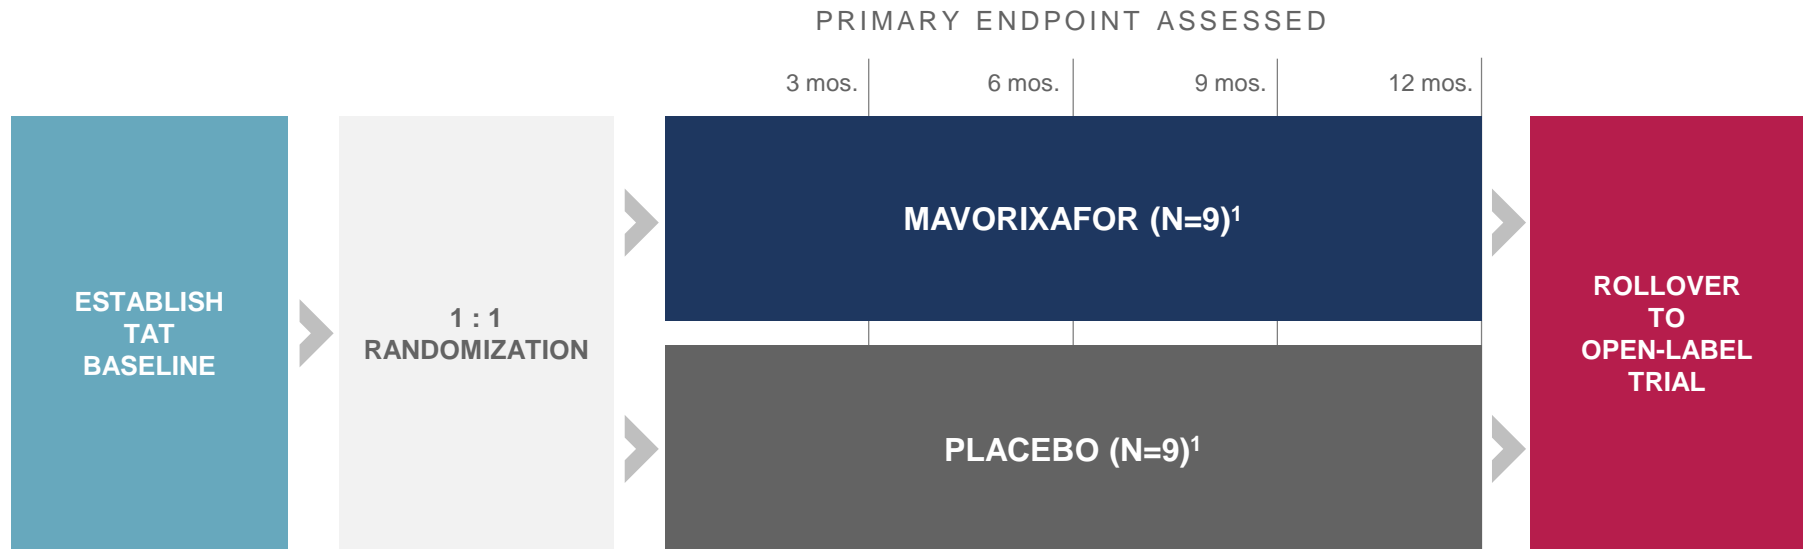 PRIMARY ENDPOINT ASSESSED
3 mos.
6 mos.
9 mos.
12 mos.
ESTABLISH
TAT
BASELINE
1 : 1
RANDOMIZATION
MAVORIXAFOR (N=9)¹
PLACEBO (N=9)¹
ROLLOVER
TO
OPEN-LABEL
TRIAL